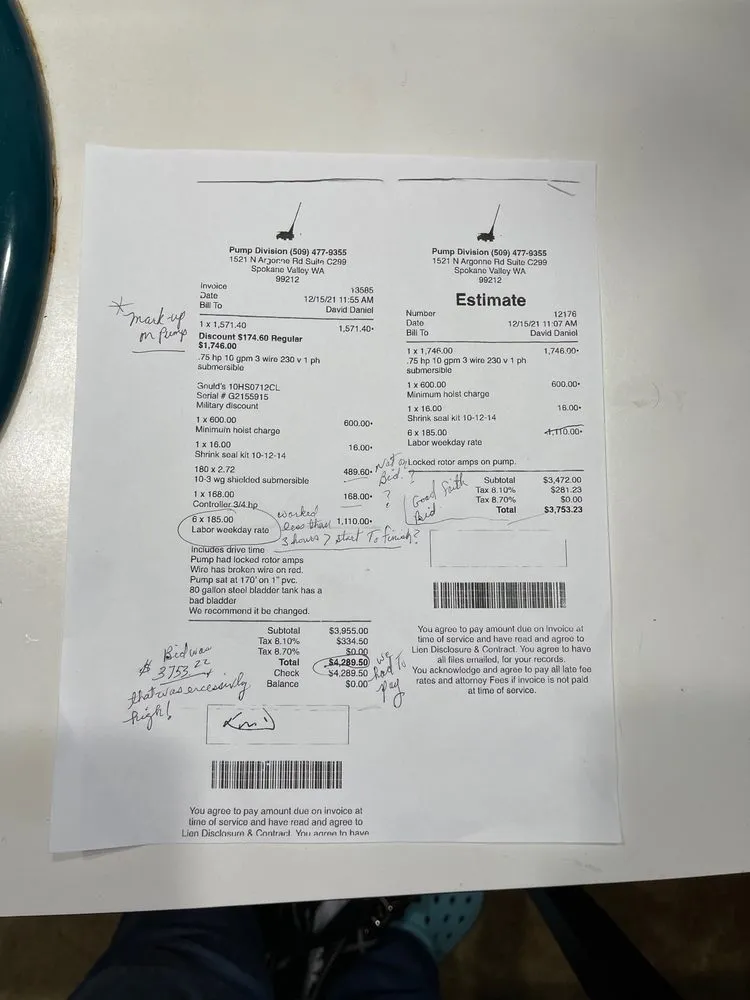 Pump Division (509) 477-9355
1521 N Argonne Rd Suite C299
Spokane Valley WA
99212
Invoice 13585
Date 12/15/21 11:55 AM
Bill To David Daniel
* mark-up
on Pump
1 x 1,571.40 1,571.40*
Discount $174.60 Regular
$1,746.00
.75 hp 10 gpm 3 wire 230 v 1 ph
submersible
Gould's 10HS0712CL
Serial # G2155915
Military discount
1 x 600.00 600.00*
Minimum hoist charge
1 x 16.00 16.00*
Shrink seal kit 10-12-14
180 x 2.72 489.60*
10-3 wg shielded submersible
Not on
Bid. ?
1 x 168.00 168.00*
Controller 3/4 hp
?
6 x 185.00 1,110.00*
Labor weekday rate
worked
less than
3 hours? start To finish?
Includes drive time
Pump had locked rotor amps
Wire has broken wire on red.
Pump sat at 170' on 1" pvc.
80 gallon steel bladder tank has a
bad bladder
We recommend it be changed.
Subtotal $3,955.00
Tax 8.10% $334.50
Tax 8.70% $0.00
Total $4,289.50
Check $4,289.50
Balance $0.00
we
had To
pay
Bid was
$ 3753.22
that was excessively
high!
You agree to pay amount due on invoice at
time of service and have read and agree to
Lien Disclosure & Contract. You agree to have
Pump Division (509) 477-9355
1521 N Argonne Rd Suite C299
Spokane Valley WA
99212
Estimate
Number 12176
Date 12/15/21 11:07 AM
Bill To David Daniel
1 x 1,746.00 1,746.00*
.75 hp 10 gpm 3 wire 230 v 1 ph
submersible
1 x 600.00 600.00*
Minimum hoist charge
1 x 16.00 16.00*
Shrink seal kit 10-12-14
6 x 185.00 1,110.00*
Labor weekday rate
Locked rotor amps on pump.
Good Faith
Bid
Subtotal $3,472.00
Tax 8.10% $281.23
Tax 8.70% $0.00
Total $3,753.23
You agree to pay amount due on Invoice at
time of service and have read and agree to
Lien Disclosure & Contract. You agree to have
all files emailed, for your records.
You acknowledge and agree to pay all late fee
rates and attorney Fees if invoice is not paid
at time of service.